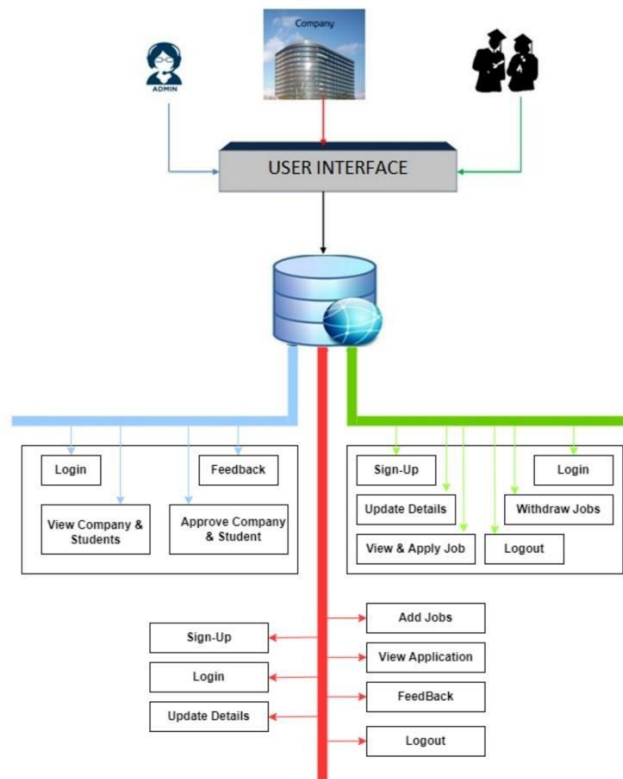 Company
ADMIN
USER INTERFACE
Login
Feedback
View Company &
Students
Approve Company
& Student
Sign-Up
Login
Update Details
Withdraw Jobs
View & Apply Job
Logout
Sign-Up
Login
Update Details
Add Jobs
View Application
FeedBack
Logout